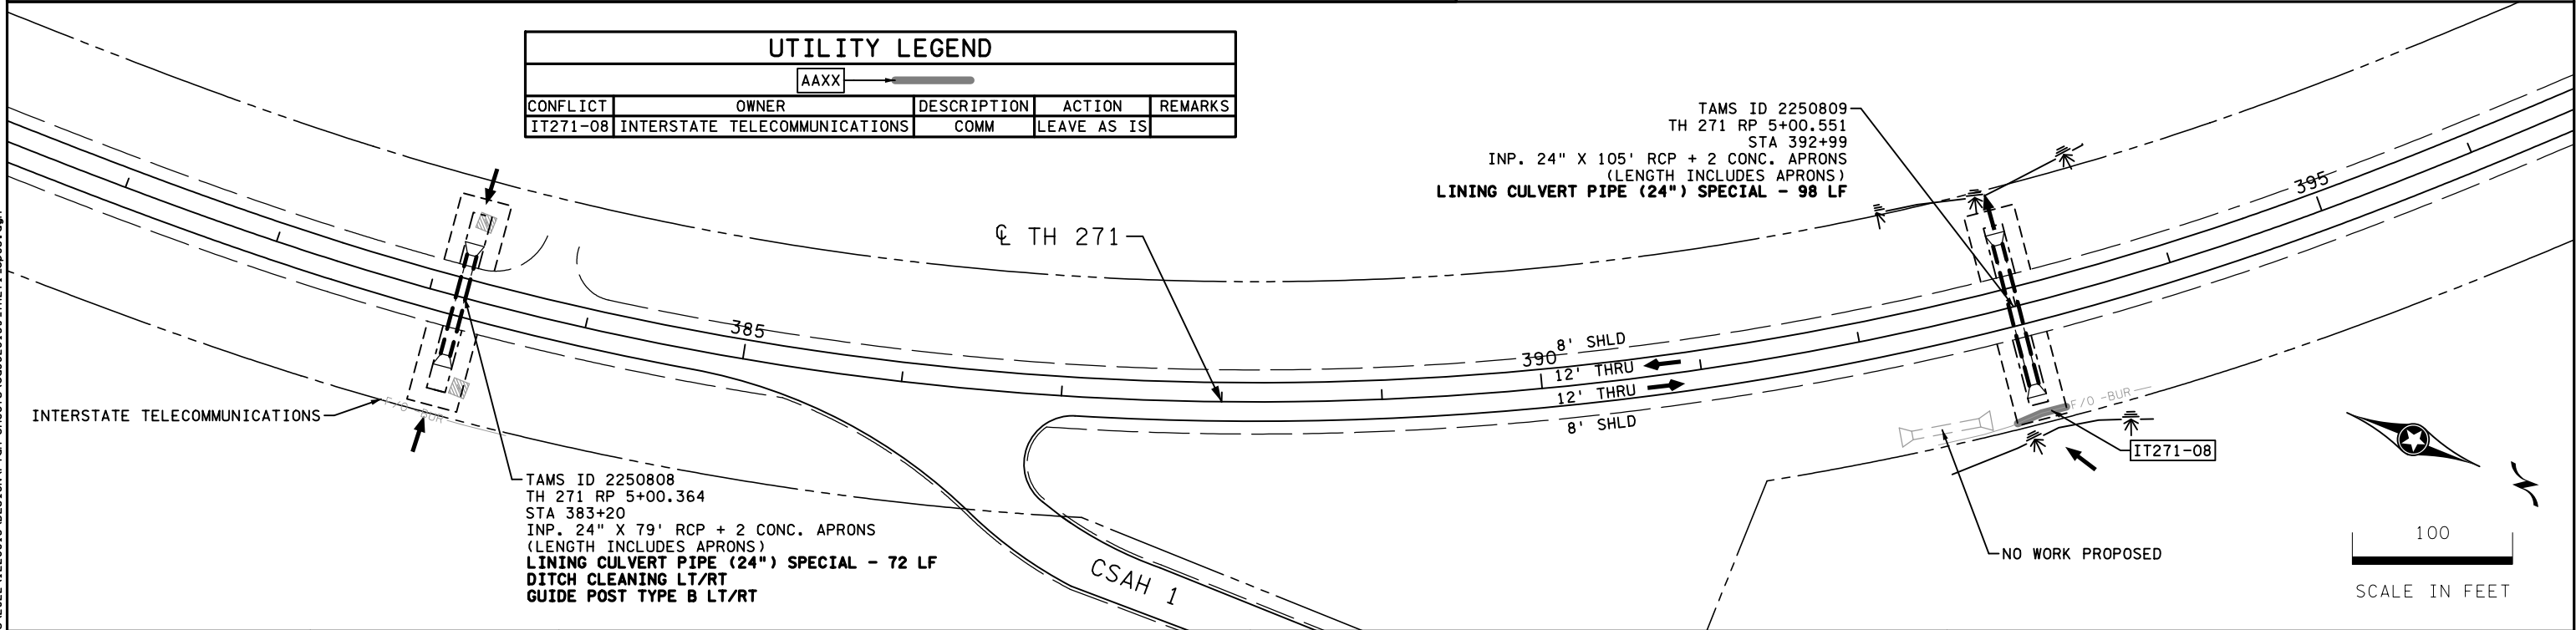 UTILITY LEGEND
AAXX
CONFLICT OWNER DESCRIPTION ACTION REMARKS
IT271-08 INTERSTATE TELECOMMUNICATIONS COMM LEAVE AS IS
TAMS ID 2250809
TH 271 RP 5+00.551
STA 392+99
INP. 24" X 105' RCP + 2 CONC. APRONS
(LENGTH INCLUDES APRONS)
LINING CULVERT PIPE (24") SPECIAL - 98 LF
395
℄ TH 271
385
390
8' SHLD
12' THRU
12' THRU
8' SHLD
INTERSTATE TELECOMMUNICATIONS
F/O -BUR
F/O -BUR
IT271-08
TAMS ID 2250808
TH 271 RP 5+00.364
STA 383+20
INP. 24" X 79' RCP + 2 CONC. APRONS
(LENGTH INCLUDES APRONS)
LINING CULVERT PIPE (24") SPECIAL - 72 LF
DITCH CLEANING LT/RT
GUIDE POST TYPE B LT/RT
CSAH 1
NO WORK PROPOSED
N
100
SCALE IN FEET